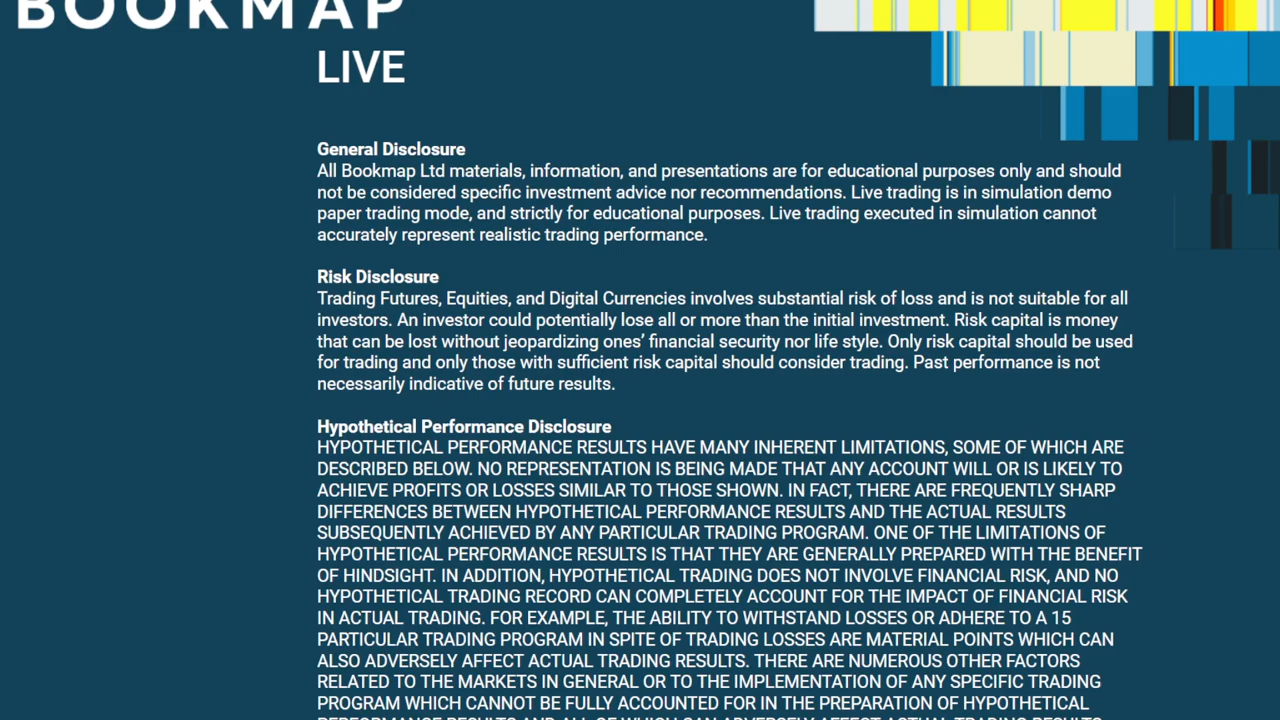 BOOKMAP
LIVE
General Disclosure
All Bookmap Ltd materials, information, and presentations are for educational purposes only and should
not be considered specific investment advice nor recommendations. Live trading is in simulation demo
paper trading mode, and strictly for educational purposes. Live trading executed in simulation cannot
accurately represent realistic trading performance.
Risk Disclosure
Trading Futures, Equities, and Digital Currencies involves substantial risk of loss and is not suitable for all
investors. An investor could potentially lose all or more than the initial investment. Risk capital is money
that can be lost without jeopardizing ones’ financial security nor life style. Only risk capital should be used
for trading and only those with sufficient risk capital should consider trading. Past performance is not
necessarily indicative of future results.
Hypothetical Performance Disclosure
HYPOTHETICAL PERFORMANCE RESULTS HAVE MANY INHERENT LIMITATIONS, SOME OF WHICH ARE
DESCRIBED BELOW. NO REPRESENTATION IS BEING MADE THAT ANY ACCOUNT WILL OR IS LIKELY TO
ACHIEVE PROFITS OR LOSSES SIMILAR TO THOSE SHOWN. IN FACT, THERE ARE FREQUENTLY SHARP
DIFFERENCES BETWEEN HYPOTHETICAL PERFORMANCE RESULTS AND THE ACTUAL RESULTS
SUBSEQUENTLY ACHIEVED BY ANY PARTICULAR TRADING PROGRAM. ONE OF THE LIMITATIONS OF
HYPOTHETICAL PERFORMANCE RESULTS IS THAT THEY ARE GENERALLY PREPARED WITH THE BENEFIT
OF HINDSIGHT. IN ADDITION, HYPOTHETICAL TRADING DOES NOT INVOLVE FINANCIAL RISK, AND NO
HYPOTHETICAL TRADING RECORD CAN COMPLETELY ACCOUNT FOR THE IMPACT OF FINANCIAL RISK
IN ACTUAL TRADING. FOR EXAMPLE, THE ABILITY TO WITHSTAND LOSSES OR ADHERE TO A 15
PARTICULAR TRADING PROGRAM IN SPITE OF TRADING LOSSES ARE MATERIAL POINTS WHICH CAN
ALSO ADVERSELY AFFECT ACTUAL TRADING RESULTS. THERE ARE NUMEROUS OTHER FACTORS
RELATED TO THE MARKETS IN GENERAL OR TO THE IMPLEMENTATION OF ANY SPECIFIC TRADING
PROGRAM WHICH CANNOT BE FULLY ACCOUNTED FOR IN THE PREPARATION OF HYPOTHETICAL
PERFORMANCE RESULTS AND ALL OF WHICH CAN ADVERSELY AFFECT ACTUAL TRADING RESULTS.